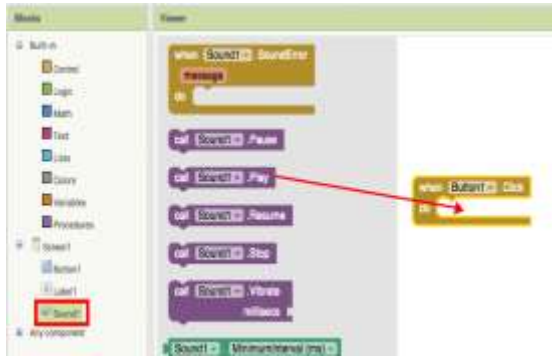 Blocks
Viewer
Built-in
Control
Logic
Math
Text
Lists
Colors
Variables
Procedures
Screen1
Button1
Label1
Sound1
Any component
when Sound1 .SoundError
message
do
call Sound1 .Pause
call Sound1 .Play
call Sound1 .Resume
call Sound1 .Stop
call Sound1 .Vibrate
millisecs
Sound1 . MinimumInterval (ms)
when Button1 .Click
do